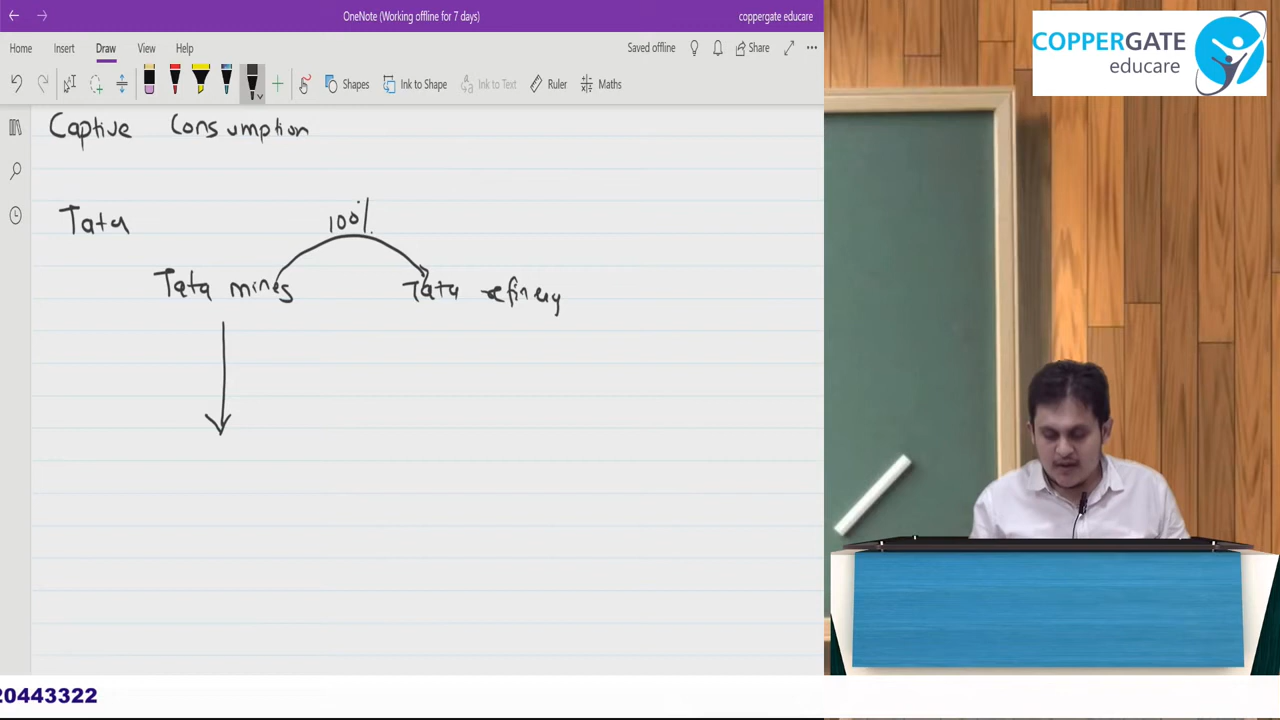 OneNote (Working offline for 7 days)
coppergate educare
Home Insert Draw View Help
Saved offline Share
Shapes Ink to Shape Ink to Text Ruler Maths
COPPERGATE
educare
Captive Consumption
Tata
100%
Tata mines Tata refinery
20443322